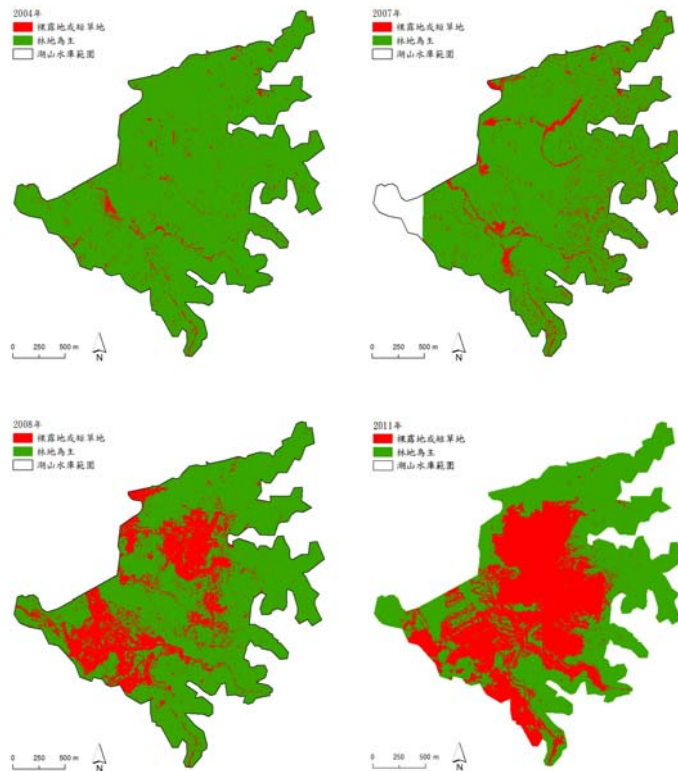 2004年
裸露地或短草地
林地為主
湖山水庫範圍
0 250 500 m
N
2007年
裸露地或短草地
林地為主
湖山水庫範圍
0 250 500 m
N
2008年
裸露地或短草地
林地為主
湖山水庫範圍
0 250 500 m
N
2011年
裸露地或短草地
林地為主
湖山水庫範圍
0 250 500 m
N